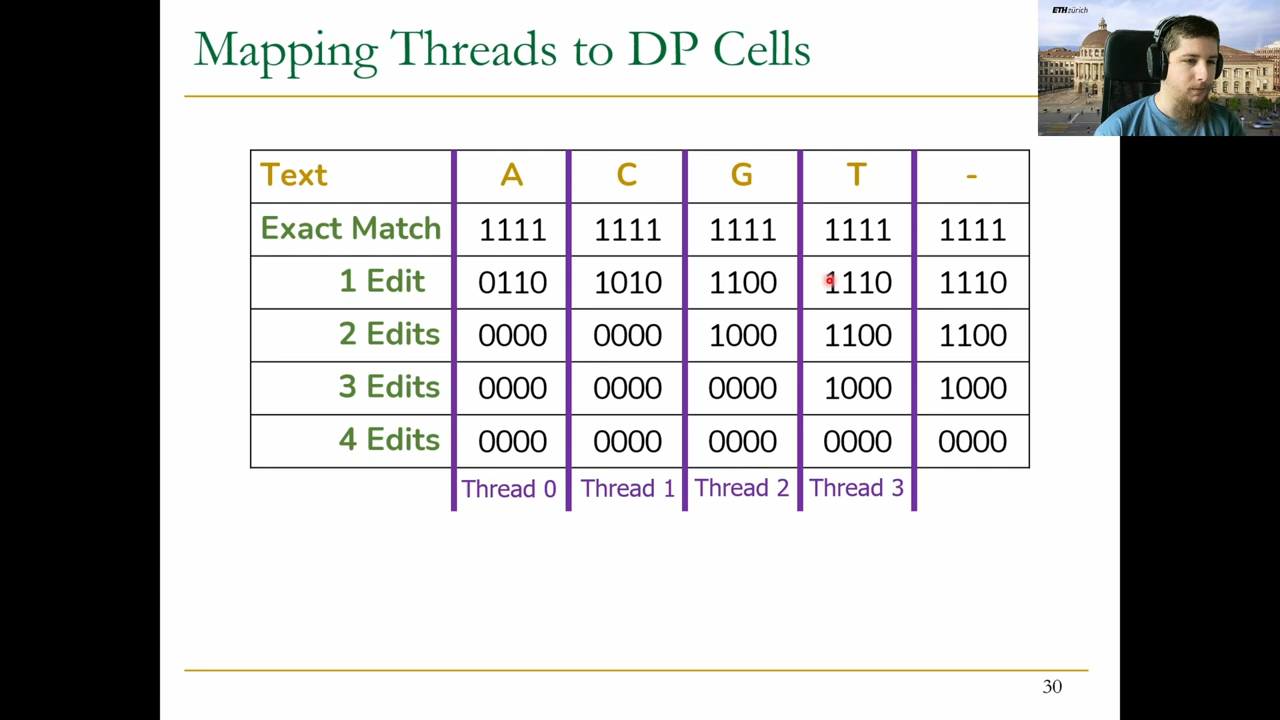 Mapping Threads to DP Cells
ETH zürich
Text A C G T -
Exact Match 1111 1111 1111 1111 1111
1 Edit 0110 1010 1100 1110 1110
2 Edits 0000 0000 1000 1100 1100
3 Edits 0000 0000 0000 1000 1000
4 Edits 0000 0000 0000 0000 0000
Thread 0 Thread 1 Thread 2 Thread 3
30